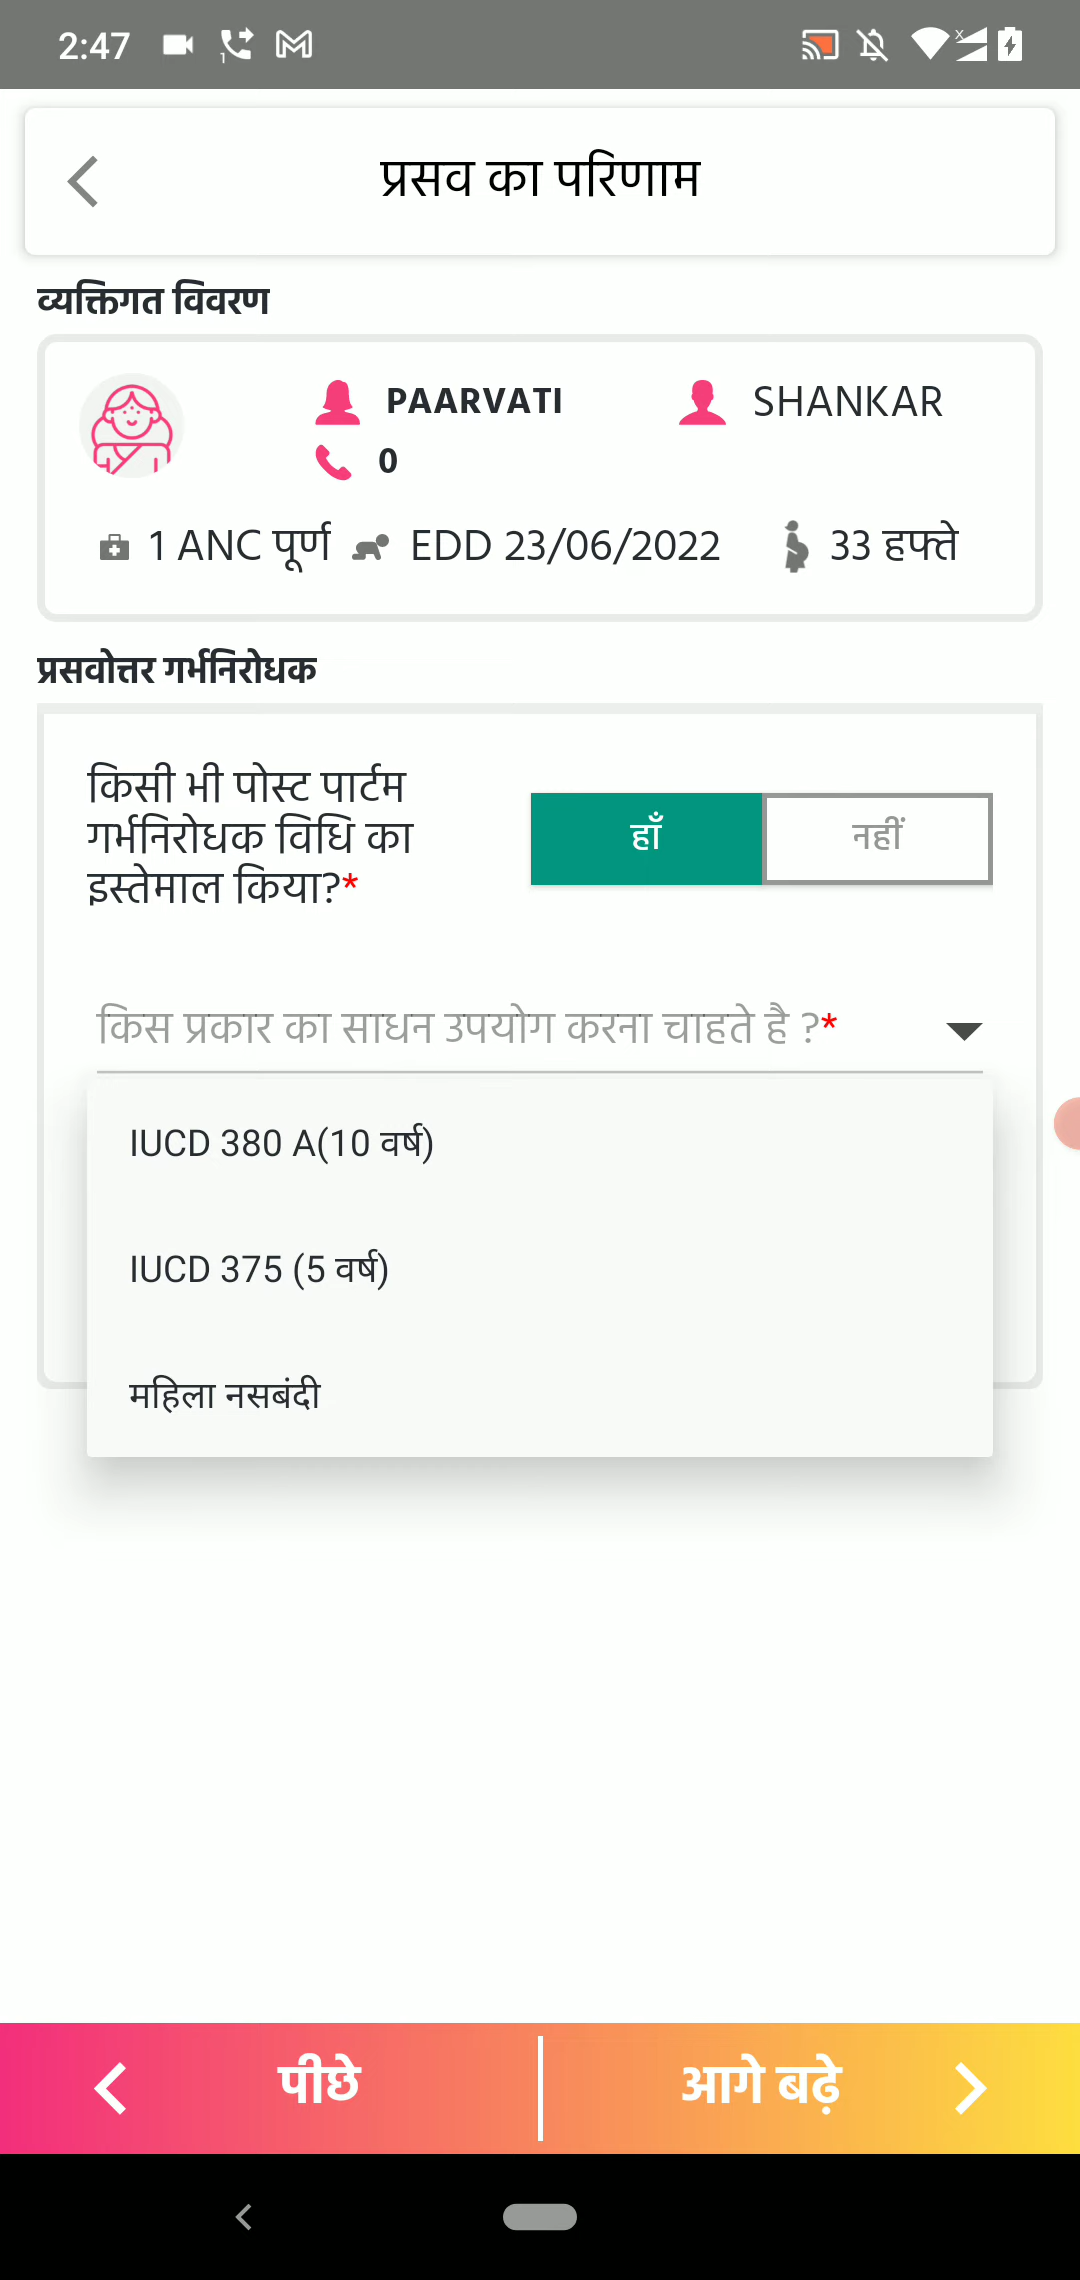 2:47
प्रसव का परिणाम
व्यक्तिगत विवरण
PAARVATI SHANKAR
0
1 ANC पूर्ण EDD 23/06/2022 33 हफ्ते
प्रसवोत्तर गर्भनिरोधक
किसी भी पोस्ट पार्टम
गर्भनिरोधक विधि का
इस्तेमाल किया?*
हाँ नहीं
किस प्रकार का साधन उपयोग करना चाहते है ?*
IUCD 380 A(10 वर्ष)
IUCD 375 (5 वर्ष)
महिला नसबंदी
पीछे आगे बढ़े